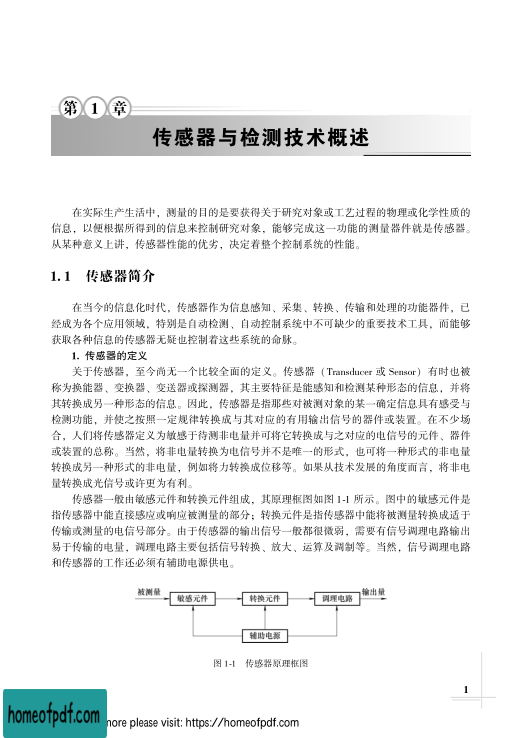 第 1 章
传感器与检测技术概述
在实际生产生活中，测量的目的是要获得关于研究对象或工艺过程的物理或化学性质的
信息，以便根据所得到的信息来控制研究对象，能够完成这一功能的测量器件就是传感器。
从某种意义上讲，传感器性能的优劣，决定着整个控制系统的性能。
1.1 传感器简介
在当今的信息化时代，传感器作为信息感知、采集、转换、传输和处理的功能器件，已
经成为各个应用领域，特别是自动检测、自动控制系统中不可缺少的重要技术工具，而能够
获取各种信息的传感器无疑也控制着这些系统的命脉。
1. 传感器的定义
关于传感器，至今尚无一个比较全面的定义。传感器（Transducer 或 Sensor）有时也被
称为换能器、变换器、变送器或探测器，其主要特征是能感知和检测某种形态的信息，并将
其转换成另一种形态的信息。因此，传感器是指那些对被测对象的某一确定信息具有感受与
检测功能，并使之按照一定规律转换成与其对应的有用输出信号的器件或装置。在不少场
合，人们将传感器定义为敏感于待测非电量并可将它转换成与之对应的电信号的元件、器件
或装置的总称。当然，将非电量转换为电信号并不是唯一的形式，也可将一种形式的非电量
转换成另一种形式的非电量，例如将力转换成位移等。如果从技术发展的角度而言，将非电
量转换成光信号或许更为有利。
传感器一般由敏感元件和转换元件组成，其原理框图如图 1-1 所示。图中的敏感元件是
指传感器中能直接感应或响应被测量的部分；转换元件是指传感器中能将被测量转换成适于
传输或测量的电信号部分。由于传感器的输出信号一般都很微弱，需要有信号调理电路输出
易于传输的电量，调理电路主要包括信号转换、放大、运算及调制等。当然，信号调理电路
和传感器的工作还必须有辅助电源供电。
被测量 敏感元件 转换元件 调理电路 输出量
辅助电源
图 1-1 传感器原理框图
1
homeofpdf.com
more please visit: https://homeofpdf.com